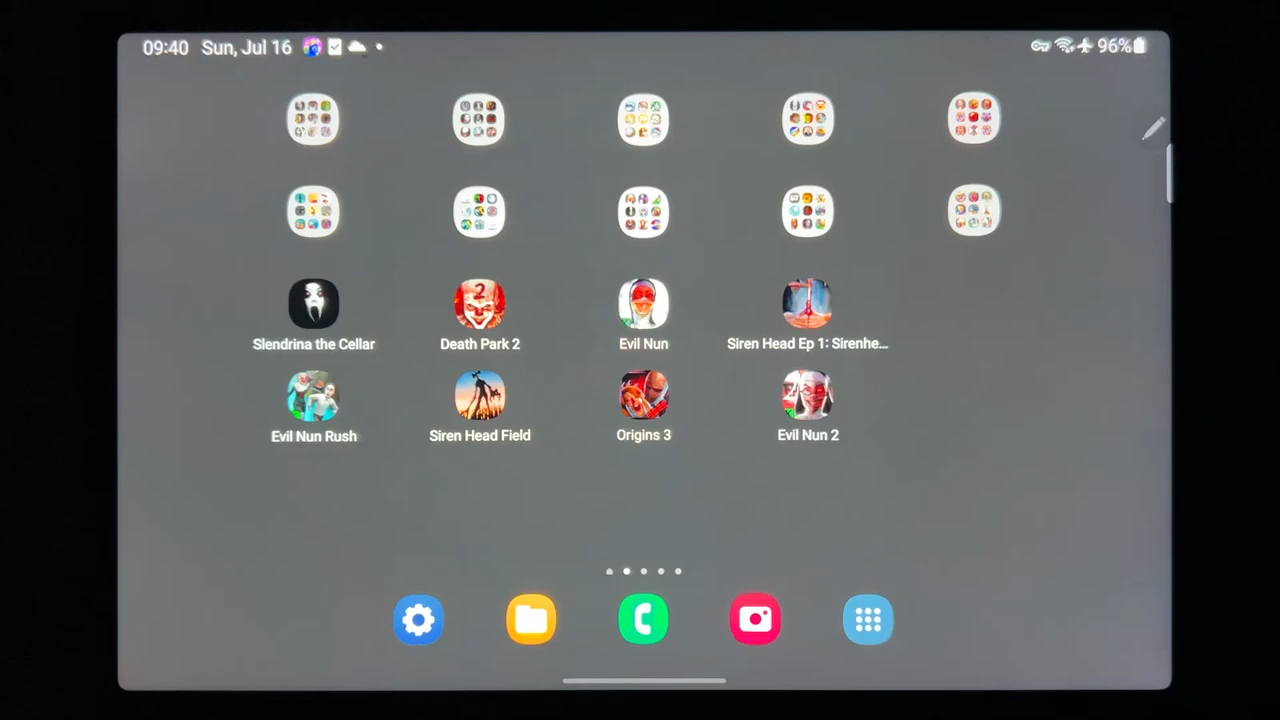 09:40 Sun, Jul 16 96%
Slendrina the Cellar Death Park 2 Evil Nun Siren Head Ep 1: Sirenhe...
2
Evil Nun Rush Siren Head Field Origins 3 Evil Nun 2